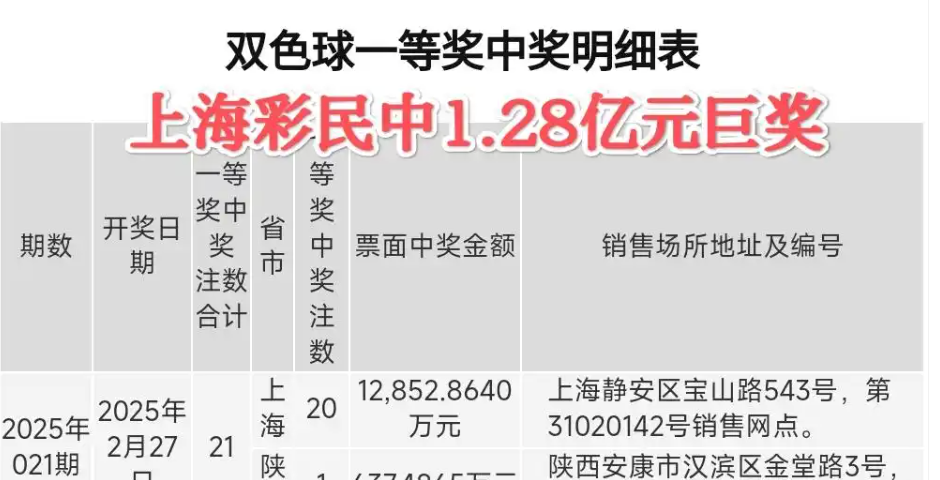 双色球一等奖中奖明细表
上海彩民中1.28亿元巨奖
期数
开奖日
期
一等
奖中
奖
注数
合计
省
市
等
奖
中
奖
注
数
票面中奖金额
销售场所地址及编号
2025年
021期
2025年
2月27
21
上
海
20
12,852.8640
万元
上海静安区宝山路543号，第
31020142号销售网点。
陕
1
陕西安康市汉滨区金堂路3号，